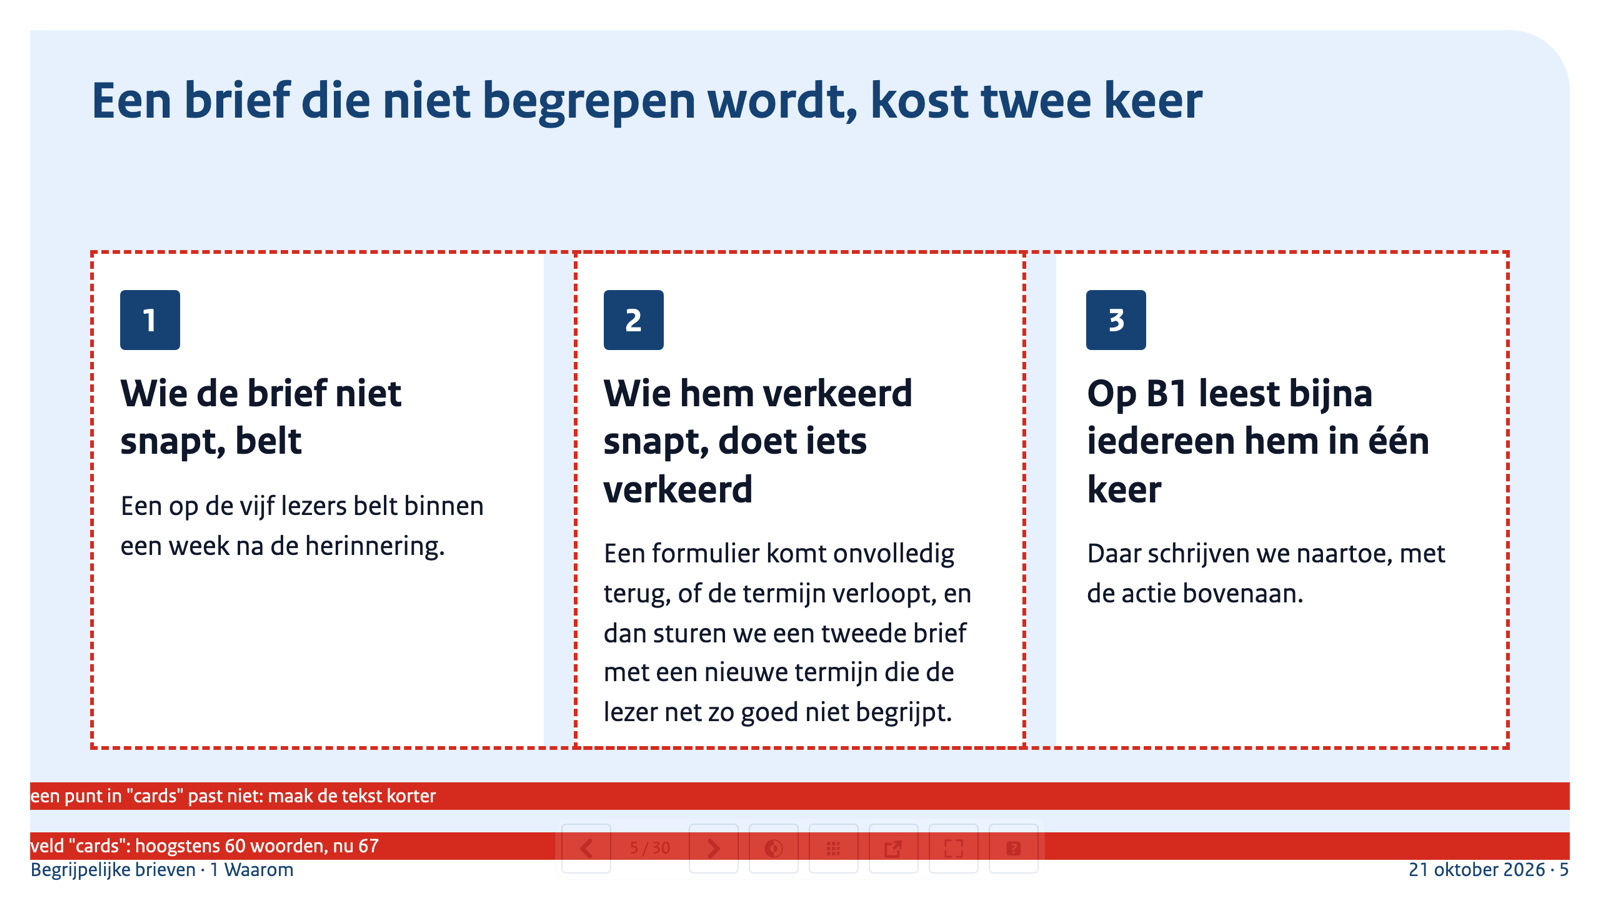 Een brief die niet begrepen wordt, kost twee keer
1
Wie de brief niet
snapt, belt
Een op de vijf lezers belt binnen
een week na de herinnering.
2
Wie hem verkeerd
snapt, doet iets
verkeerd
Een formulier komt onvolledig
terug, of de termijn verloopt, en
dan sturen we een tweede brief
met een nieuwe termijn die de
lezer net zo goed niet begrijpt.
3
Op B1 leest bijna
iedereen hem in één
keer
Daar schrijven we naartoe, met
de actie bovenaan.
een punt in "cards" past niet: maak de tekst korter
veld "cards": hoogstens 60 woorden, nu 67
5 / 30
?
Begrijpelijke brieven · 1 Waarom
21 oktober 2026 · 5